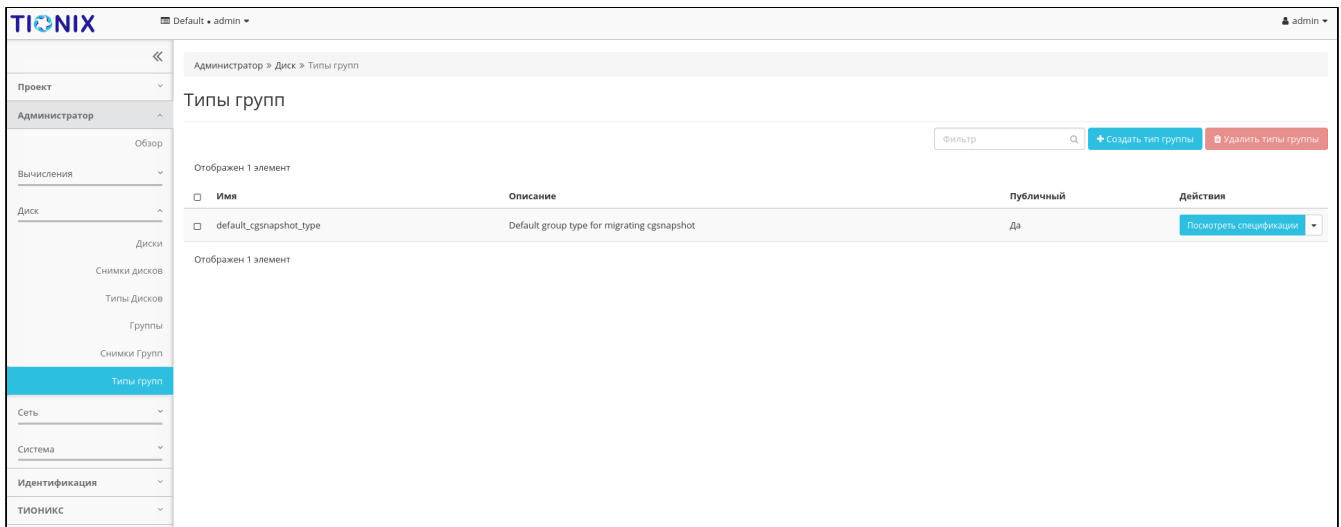 TIONIX
Default • admin
admin
Администратор » Диск » Типы групп
Проект
Администратор
Обзор
Вычисления
Диск
Диски
Снимки дисков
Типы Дисков
Группы
Снимки Групп
Типы групп
Сеть
Система
Идентификация
ТИОНИКС
Типы групп
Фильтр
Создать тип группы
Удалить типы группы
Отображен 1 элемент
Имя Описание Публичный Действия
default_cgsnapshot_type Default group type for migrating cgsnapshot Да Посмотреть спецификации
Отображен 1 элемент